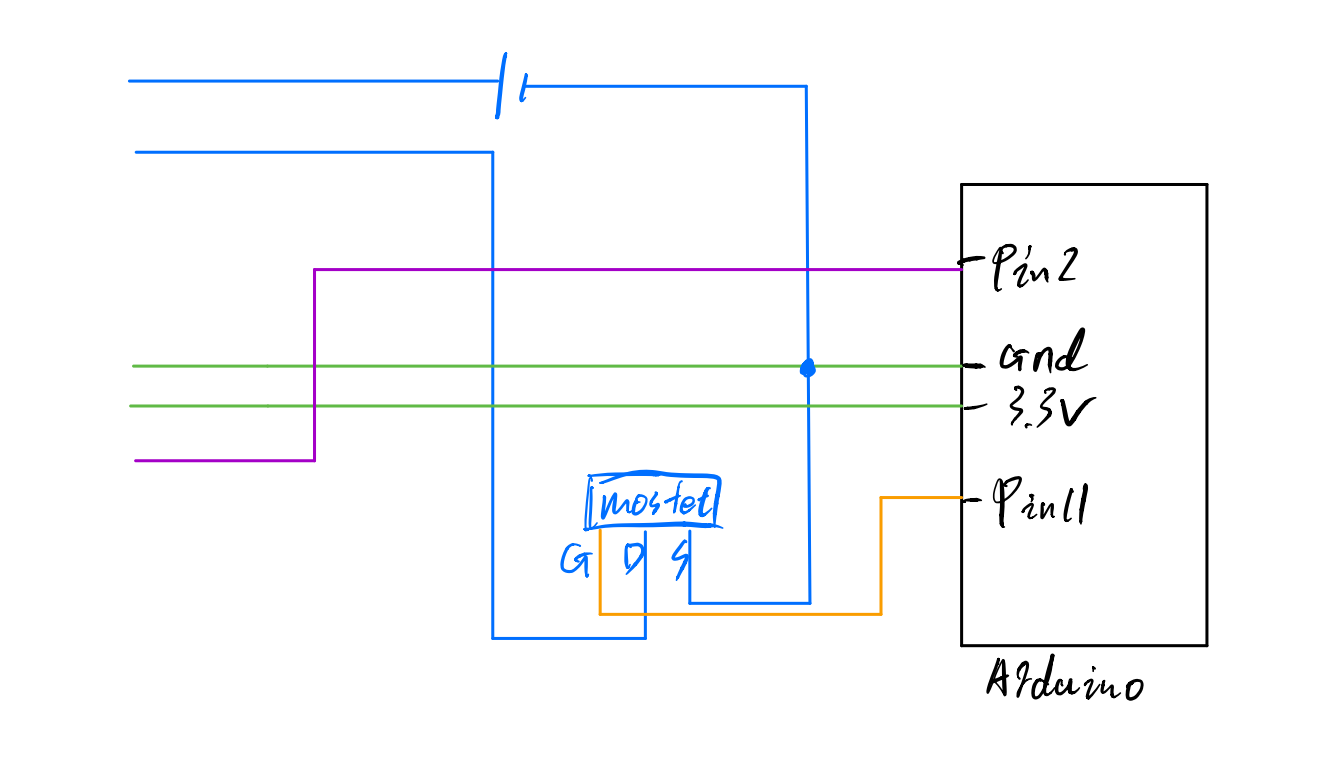 Pin2
Gnd
3.3V
mosfet
Pin11
G D S
Arduino